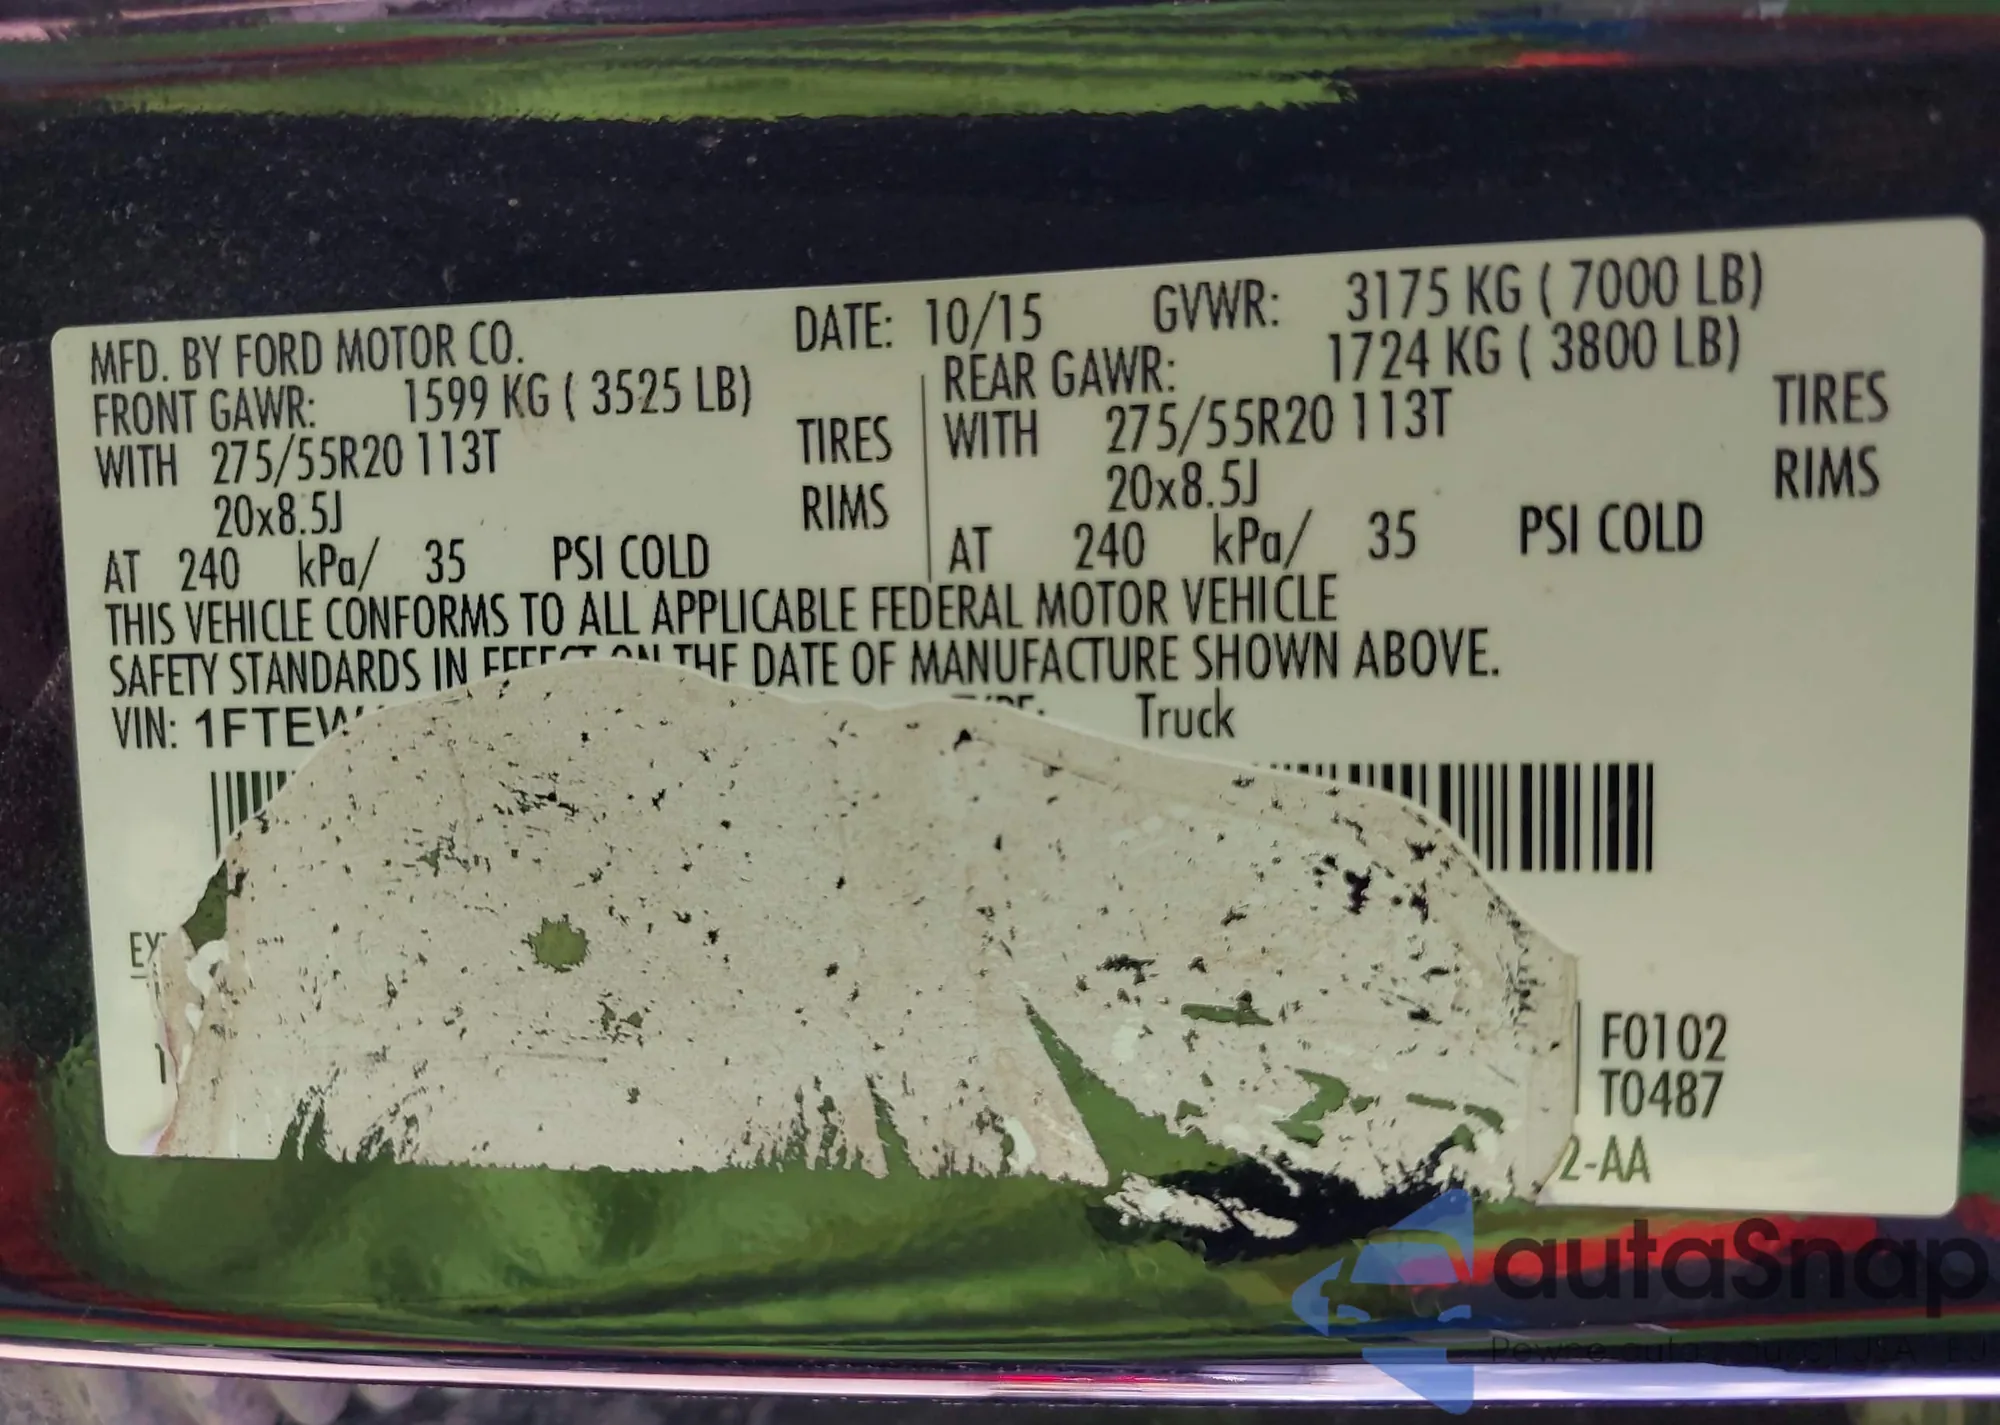 MFD. BY FORD MOTOR CO. DATE: 10/15 GVWR: 3175 KG ( 7000 LB)
FRONT GAWR: 1599 KG ( 3525 LB) REAR GAWR: 1724 KG ( 3800 LB)
WITH 275/55R20 113T TIRES WITH 275/55R20 113T TIRES
20x8.5J RIMS 20x8.5J RIMS
AT 240 kPa/ 35 PSI COLD AT 240 kPa/ 35 PSI COLD
THIS VEHICLE CONFORMS TO ALL APPLICABLE FEDERAL MOTOR VEHICLE
SAFETY STANDARDS IN EFFECT ON THE DATE OF MANUFACTURE SHOWN ABOVE.
VIN: 1FTEW Truck
F0102
T0487
2-AA
autaSnap